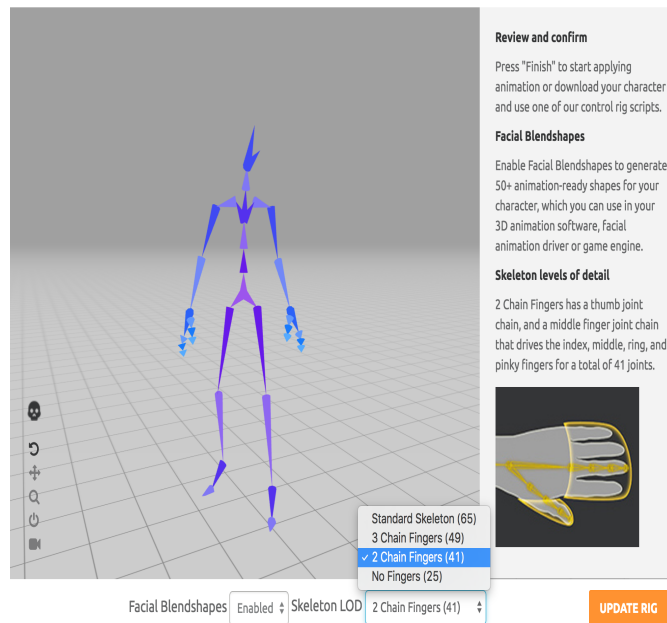 Review and confirm
Press "Finish" to start applying
animation or download your character
and use one of our control rig scripts.
Facial Blendshapes
Enable Facial Blendshapes to generate
50+ animation-ready shapes for your
character, which you can use in your
3D animation software, facial
animation driver or game engine.
Skeleton levels of detail
2 Chain Fingers has a thumb joint
chain, and a middle finger joint chain
that drives the index, middle, ring, and
pinky fingers for a total of 41 joints.
Standard Skeleton (65)
3 Chain Fingers (49)
✓ 2 Chain Fingers (41)
No Fingers (25)
Facial Blendshapes Enabled Skeleton LOD 2 Chain Fingers (41) UPDATE RIG